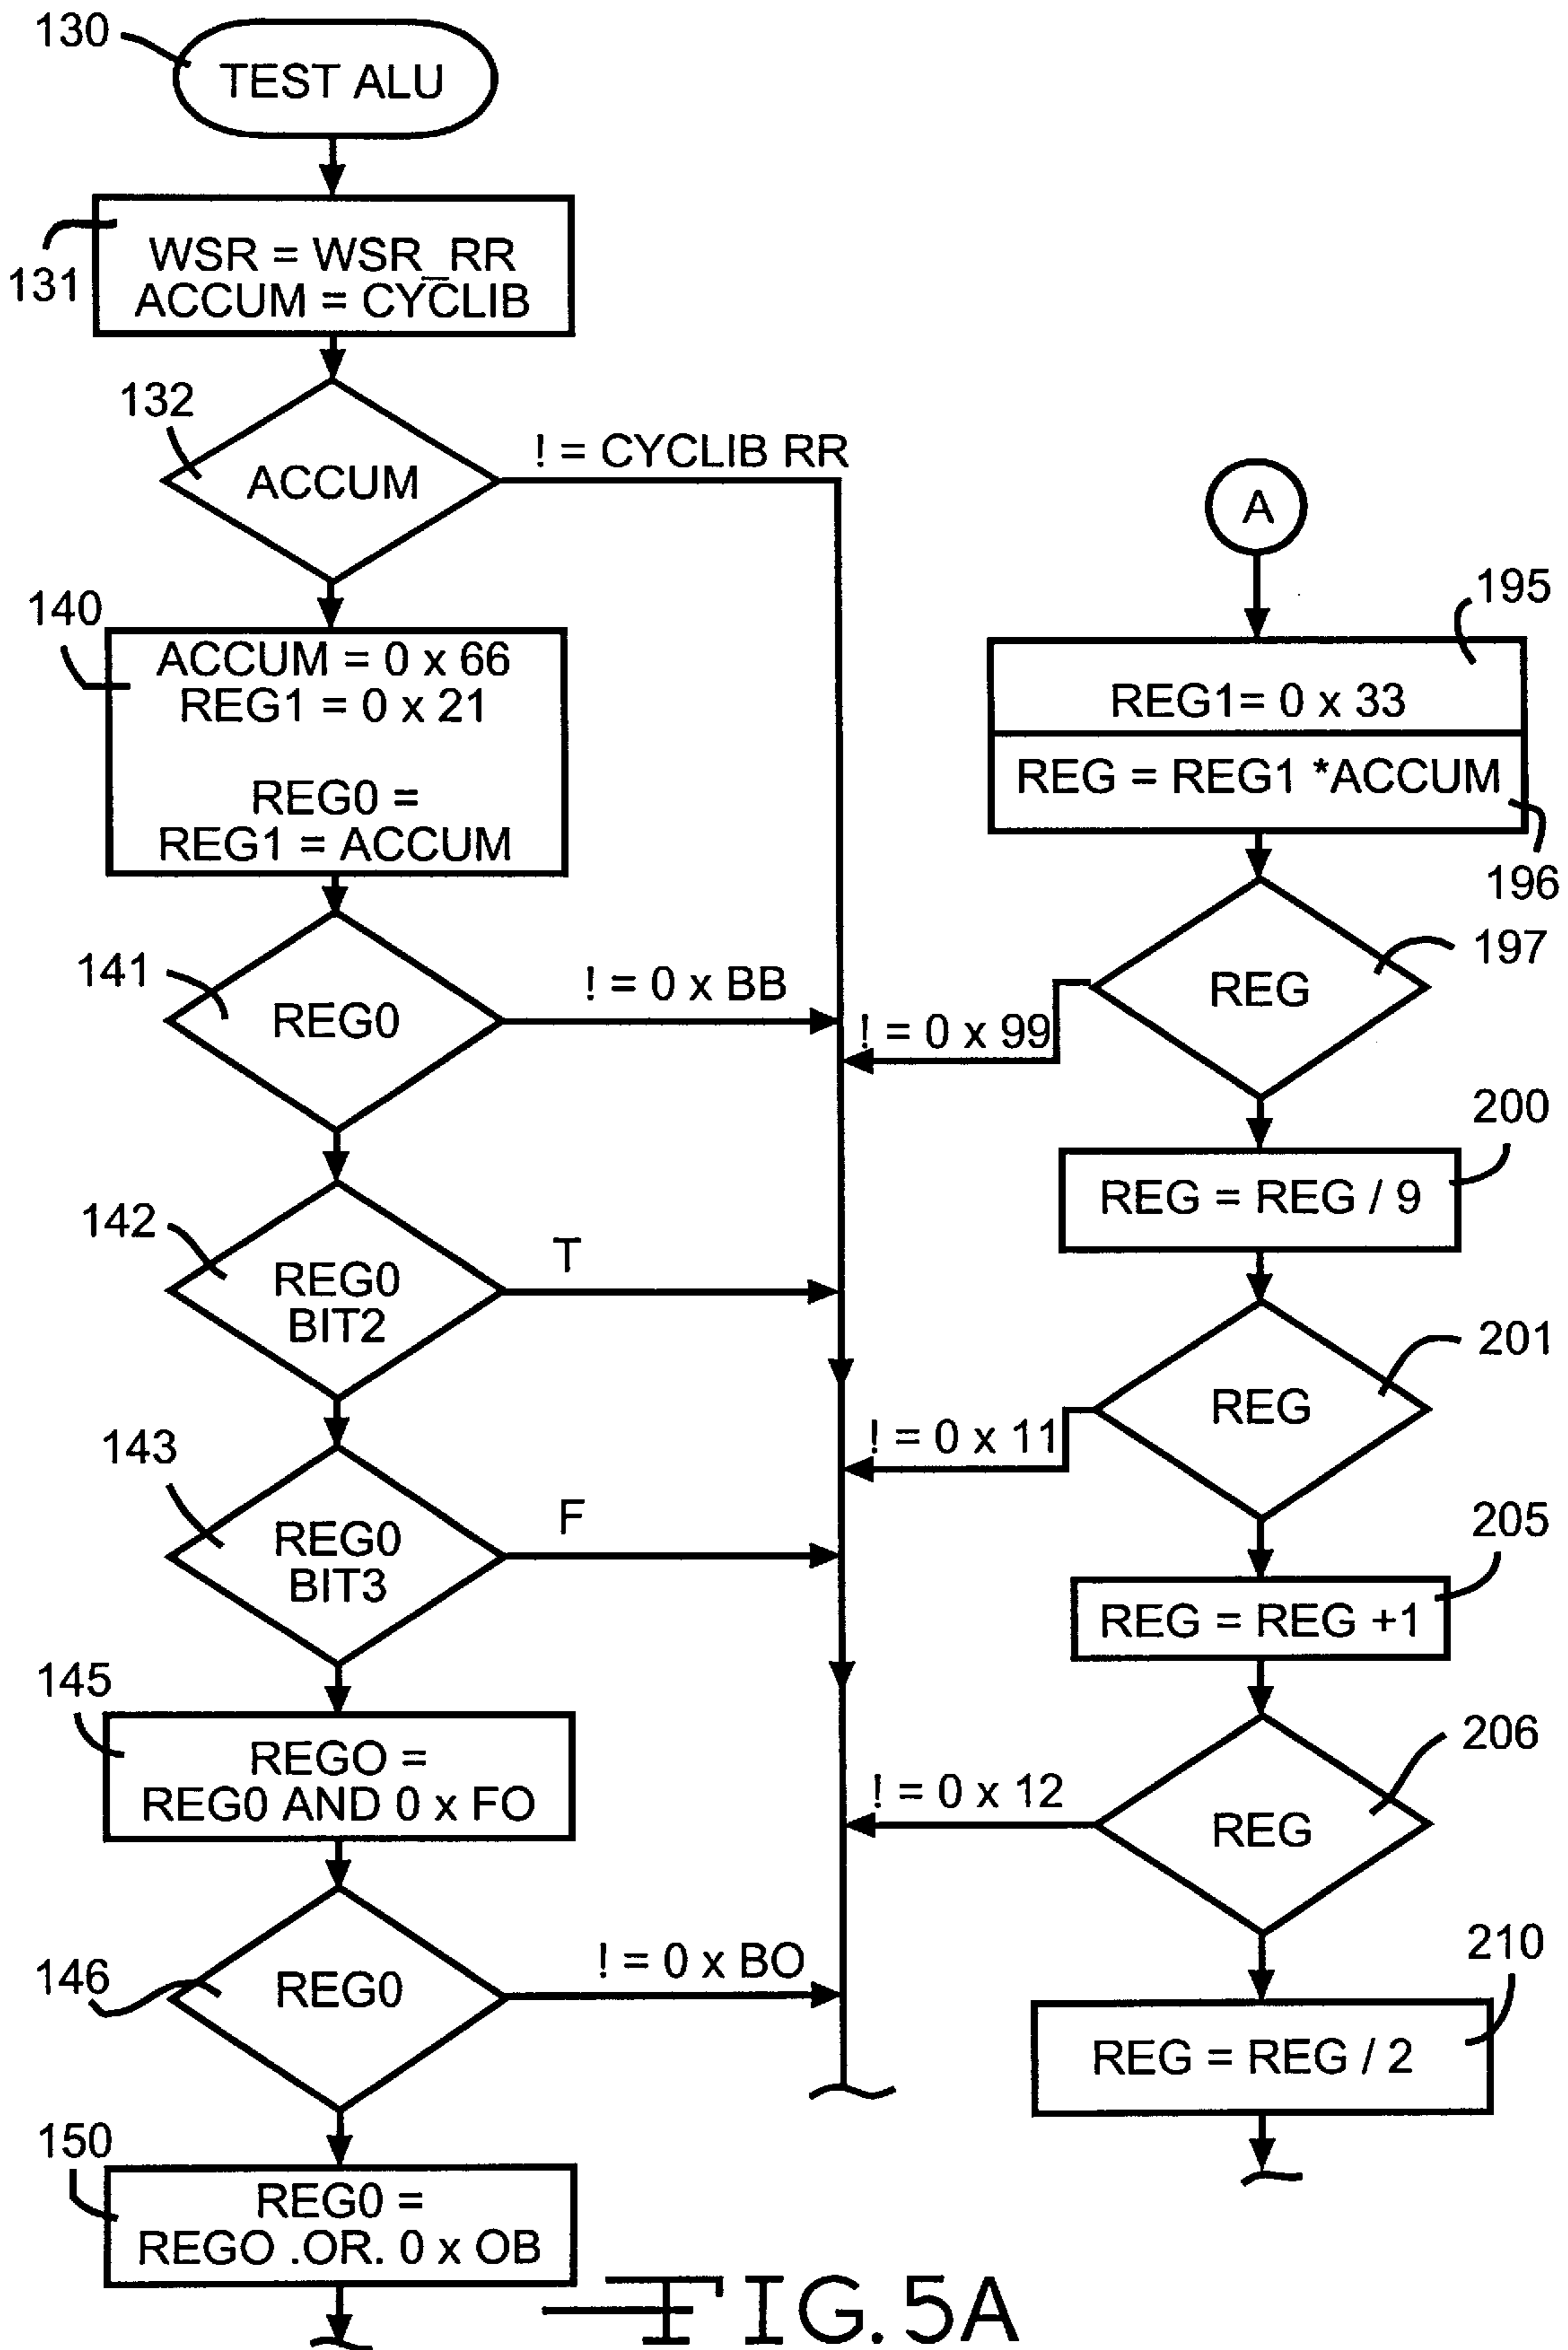 130
TEST ALU
131
WSR = WSR_RR
ACCUM = CYCLIB
132
ACCUM
! = CYCLIB RR
140
ACCUM = 0 x 66
REG1 = 0 x 21
REG0 =
REG1 = ACCUM
141
REG0
! = 0 x BB
142
REG0
BIT2
T
143
REG0
BIT3
F
145
REGO =
REG0 AND 0 x FO
146
REG0
! = 0 x BO
150
REG0 =
REGO .OR. 0 x OB
A
195
REG1= 0 x 33
REG = REG1 *ACCUM
196
197
REG
! = 0 x 99
200
REG = REG / 9
201
REG
! = 0 x 11
205
REG = REG +1
206
REG
! = 0 x 12
210
REG = REG / 2
FIG. 5A